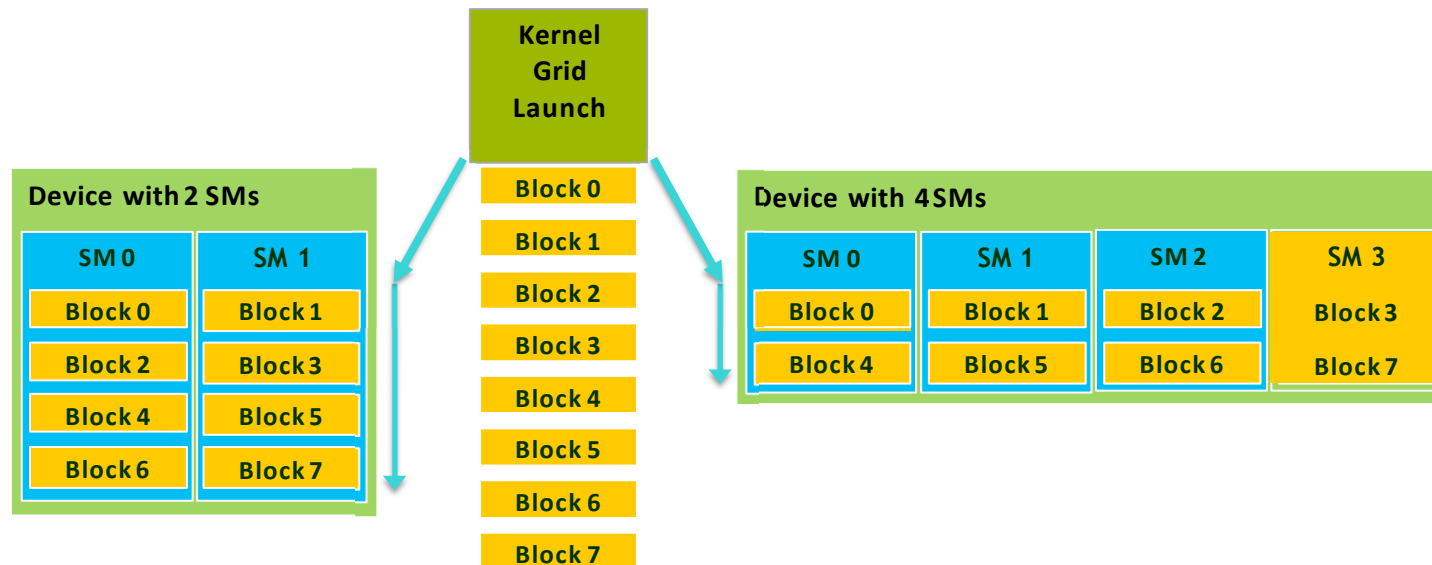 Kernel
Grid
Launch
Block 0
Block 1
Block 2
Block 3
Block 4
Block 5
Block 6
Block 7
Device with 2 SMs
SM 0
SM 1
Block 0
Block 1
Block 2
Block 3
Block 4
Block 5
Block 6
Block 7
Device with 4 SMs
SM 0
SM 1
SM 2
SM 3
Block 0
Block 1
Block 2
Block 3
Block 4
Block 5
Block 6
Block 7